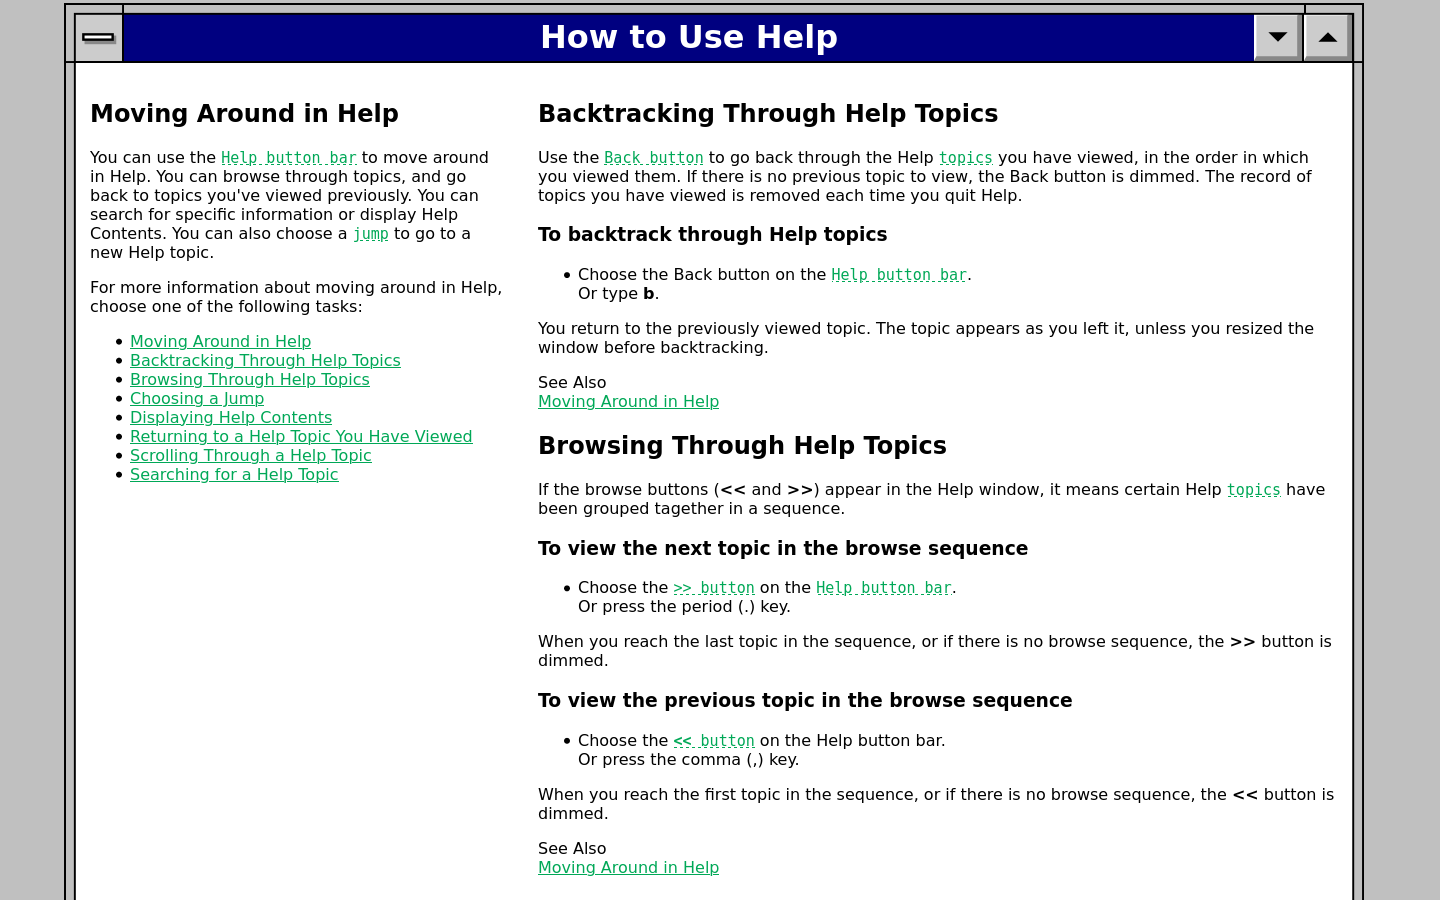 How to Use Help
Moving Around in Help
You can use the Help button bar to move around
in Help. You can browse through topics, and go
back to topics you've viewed previously. You can
search for specific information or display Help
Contents. You can also choose a jump to go to a
new Help topic.
For more information about moving around in Help,
choose one of the following tasks:
• Moving Around in Help
• Backtracking Through Help Topics
• Browsing Through Help Topics
• Choosing a Jump
• Displaying Help Contents
• Returning to a Help Topic You Have Viewed
• Scrolling Through a Help Topic
• Searching for a Help Topic
Backtracking Through Help Topics
Use the Back button to go back through the Help topics you have viewed, in the order in which
you viewed them. If there is no previous topic to view, the Back button is dimmed. The record of
topics you have viewed is removed each time you quit Help.
To backtrack through Help topics
• Choose the Back button on the Help button bar.
Or type b.
You return to the previously viewed topic. The topic appears as you left it, unless you resized the
window before backtracking.
See Also
Moving Around in Help
Browsing Through Help Topics
If the browse buttons (<< and >>) appear in the Help window, it means certain Help topics have
been grouped tagether in a sequence.
To view the next topic in the browse sequence
• Choose the >> button on the Help button bar.
Or press the period (.) key.
When you reach the last topic in the sequence, or if there is no browse sequence, the >> button is
dimmed.
To view the previous topic in the browse sequence
• Choose the << button on the Help button bar.
Or press the comma (,) key.
When you reach the first topic in the sequence, or if there is no browse sequence, the << button is
dimmed.
See Also
Moving Around in Help